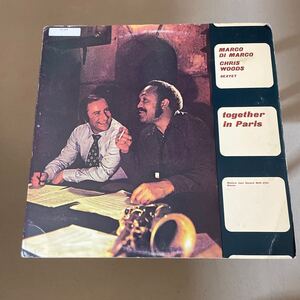 MARCO
DI MARCO
CHRIS
WOODS
SEXTET
together
in Paris